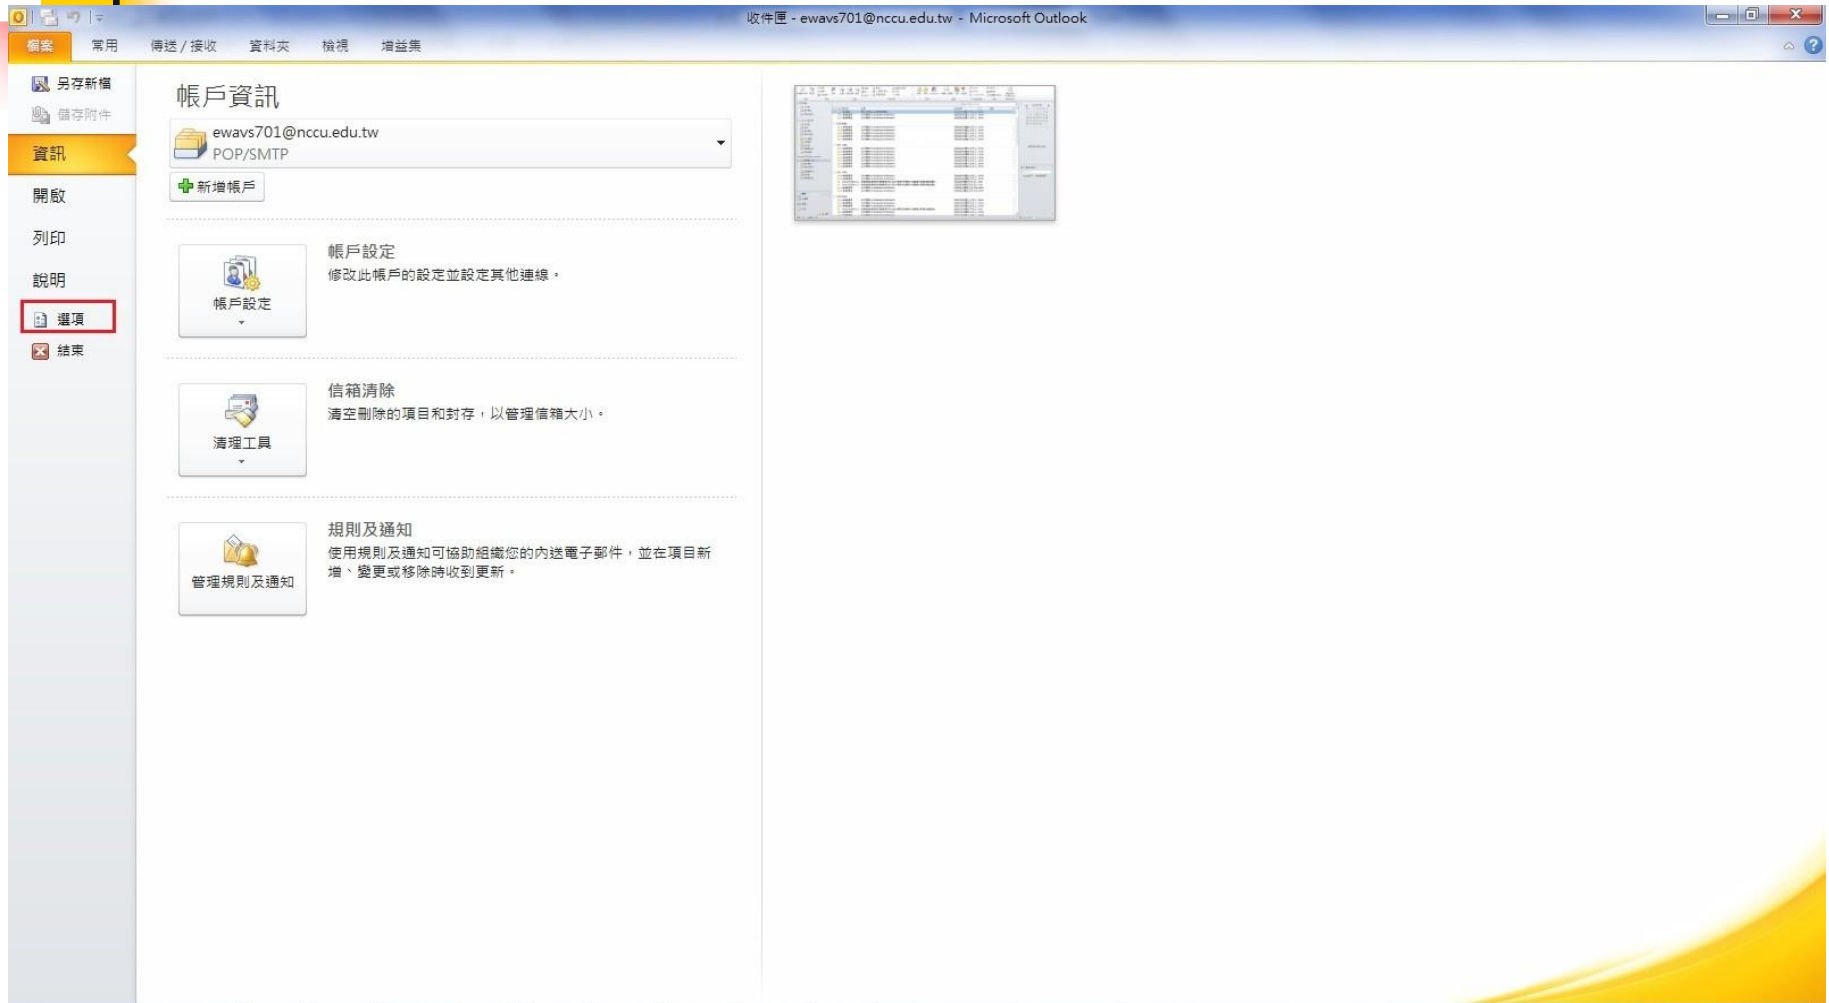 收件匣 - ewavs701@nccu.edu.tw - Microsoft Outlook
檔案 常用 傳送 / 接收 資料夾 檢視 增益集
另存新檔
儲存附件
資訊
開啟
列印
說明
選項
結束
帳戶資訊
ewavs701@nccu.edu.tw
POP/SMTP
新增帳戶
帳戶設定
帳戶設定
修改此帳戶的設定並設定其他連線。
清理工具
信箱清除
清空刪除的項目和封存，以管理信箱大小。
管理規則及通知
規則及通知
使用規則及通知可協助組織您的內送電子郵件，並在項目新
增、變更或移除時收到更新。